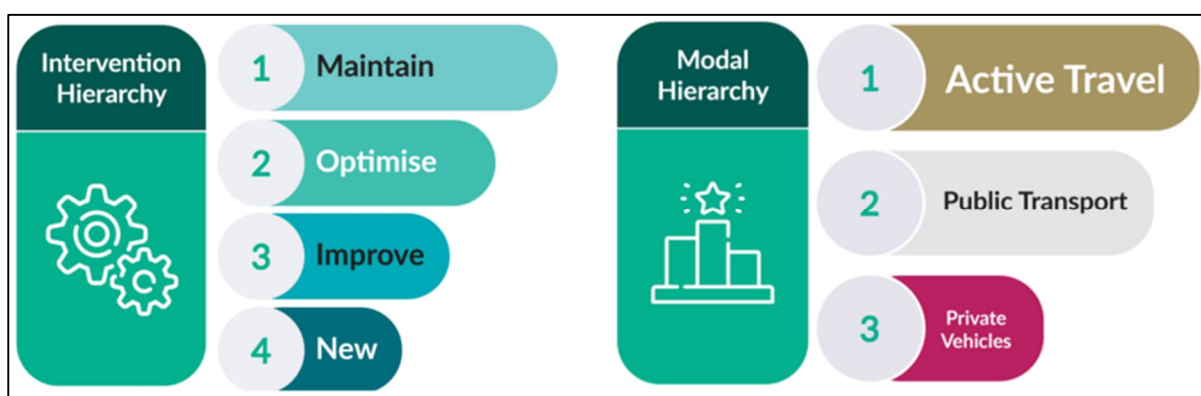 Intervention
Hierarchy
1 Maintain
2 Optimise
3 Improve
4 New
Modal
Hierarchy
1 Active Travel
2 Public Transport
3 Private
Vehicles